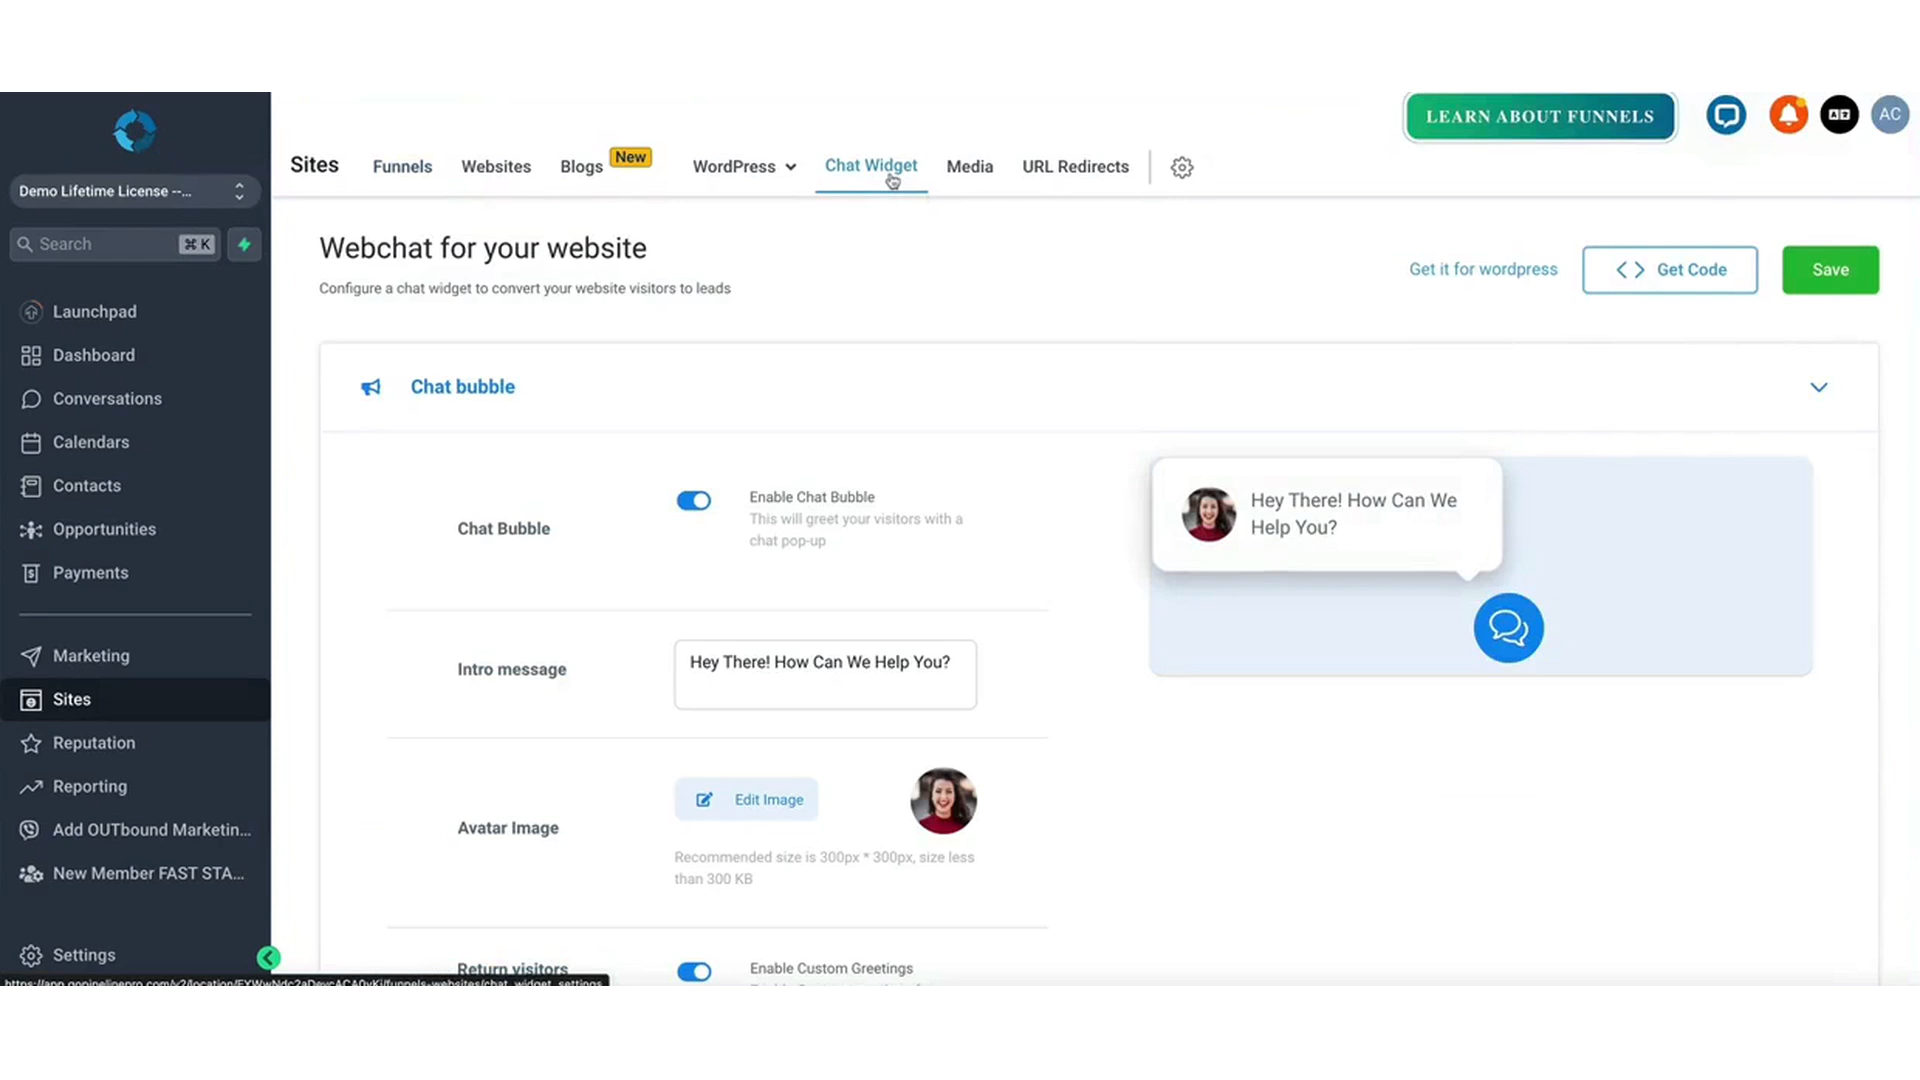 LEARN ABOUT FUNNELS
AC
Sites
Funnels
Websites
Blogs
New
WordPress
Chat Widget
Media
URL Redirects
Demo Lifetime License --...
Search
⌘ K
Launchpad
Dashboard
Conversations
Calendars
Contacts
Opportunities
Payments
Marketing
Sites
Reputation
Reporting
Add OUTbound Marketin...
New Member FAST STA...
Settings
Webchat for your website
Configure a chat widget to convert your website visitors to leads
Get it for wordpress
Get Code
Save
Chat bubble
Chat Bubble
Enable Chat Bubble
This will greet your visitors with a
chat pop-up
Intro message
Hey There! How Can We Help You?
Avatar Image
Edit Image
Recommended size is 300px * 300px, size less
than 300 KB
Return visitors
Enable Custom Greetings
Hey There! How Can We
Help You?